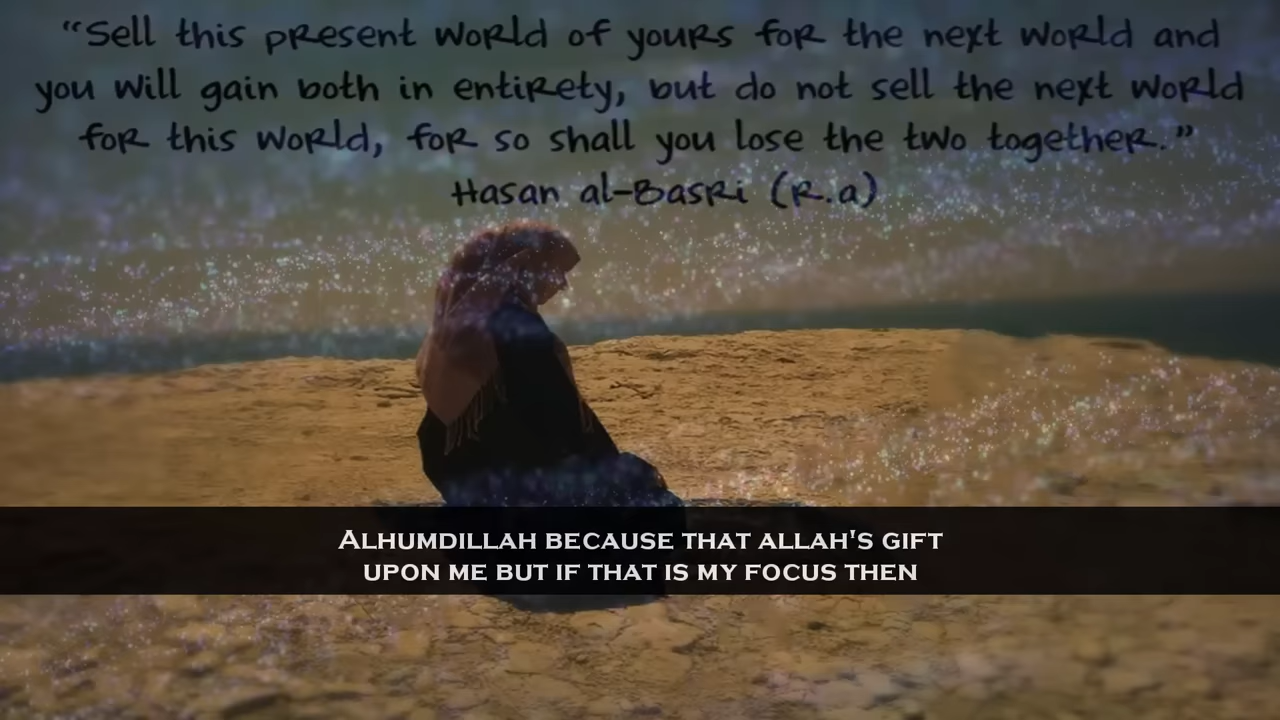 “Sell this present world of yours for the next world and
you will gain both in entirety, but do not sell the next world
for this world, for so shall you lose the two together.”
Hasan al-Basri (R.a)
ALHUMDILLAH BECAUSE THAT ALLAH'S GIFT
UPON ME BUT IF THAT IS MY FOCUS THEN